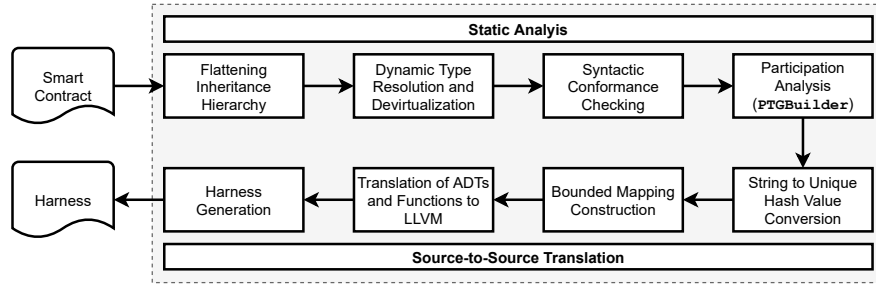 Static Analyis
Smart
Contract
Flattening
Inheritance
Hierarchy
Dynamic Type
Resolution and
Devirtualization
Syntactic
Conformance
Checking
Participation
Analysis
(PTGBuilder)
Harness
Harness
Generation
Translation of ADTs
and Functions to
LLVM
Bounded Mapping
Construction
String to Unique
Hash Value
Conversion
Source-to-Source Translation